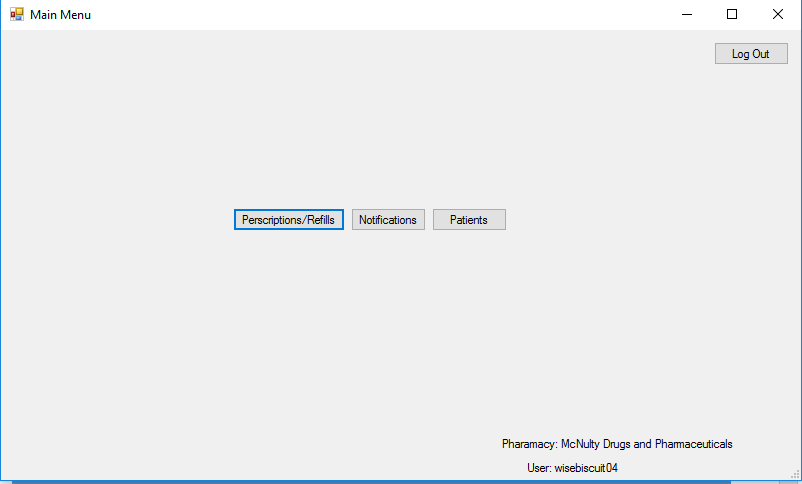 Main Menu
Log Out
Perscriptions/Refills
Notifications
Patients
Pharamacy: McNulty Drugs and Pharmaceuticals
User: wisebiscuit04